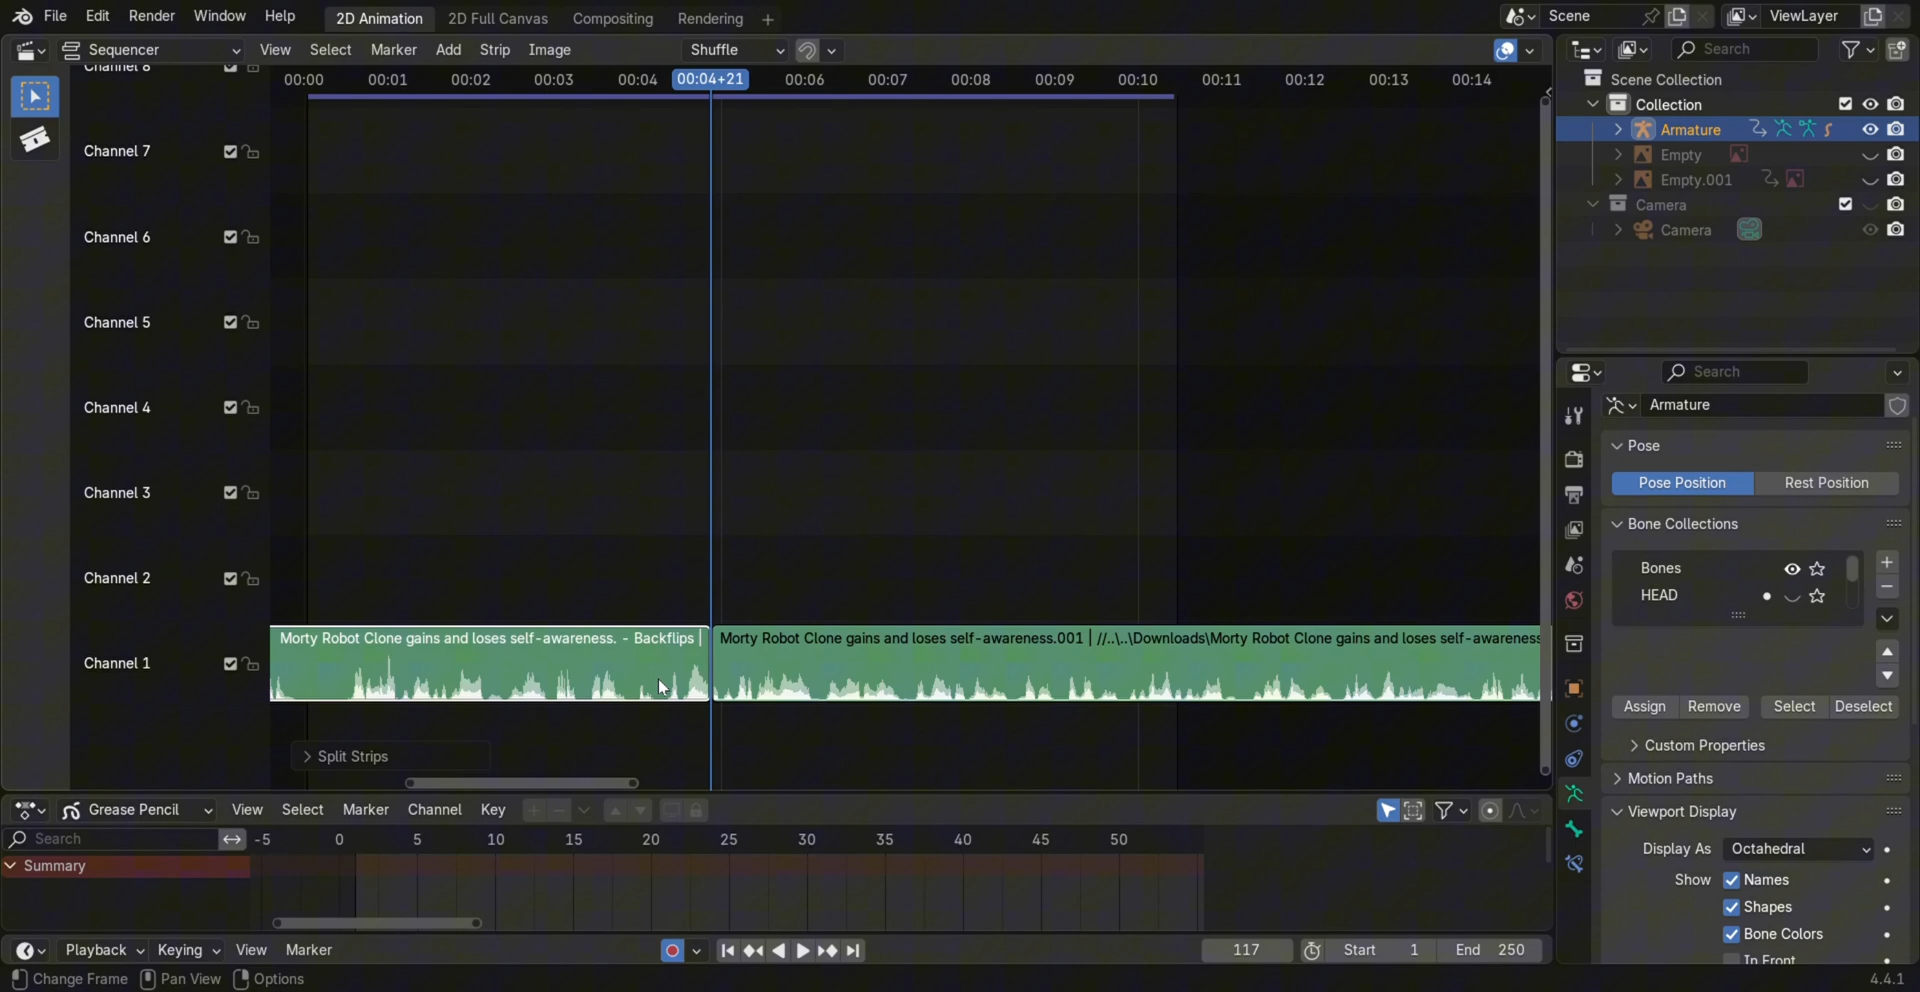 File Edit Render Window Help 2D Animation 2D Full Canvas Compositing Rendering + Scene ViewLayer
Sequencer View Select Marker Add Strip Image Shuffle Search
00:00 00:01 00:02 00:03 00:04 00:04+21 00:06 00:07 00:08 00:09 00:10 00:11 00:12 00:13 00:14
Channel 8
Channel 7
Channel 6
Channel 5
Channel 4
Channel 3
Channel 2
Channel 1
Morty Robot Clone gains and loses self-awareness. - Backflips |
Morty Robot Clone gains and loses self-awareness.001 | //..\..\Downloads\Morty Robot Clone gains and loses self-awareness
Split Strips
Scene Collection
Collection
Armature
Empty
Empty.001
Camera
Camera
Search
Armature
Pose
Pose Position Rest Position
Bone Collections
Bones
HEAD
Assign Remove Select Deselect
Custom Properties
Motion Paths
Viewport Display
Display As Octahedral
Show Names
Shapes
Bone Colors
In Front
Grease Pencil View Select Marker Channel Key
Search -5 0 5 10 15 20 25 30 35 40 45 50
Summary
Playback Keying View Marker 117 Start 1 End 250
Change Frame Pan View Options 4.4.1